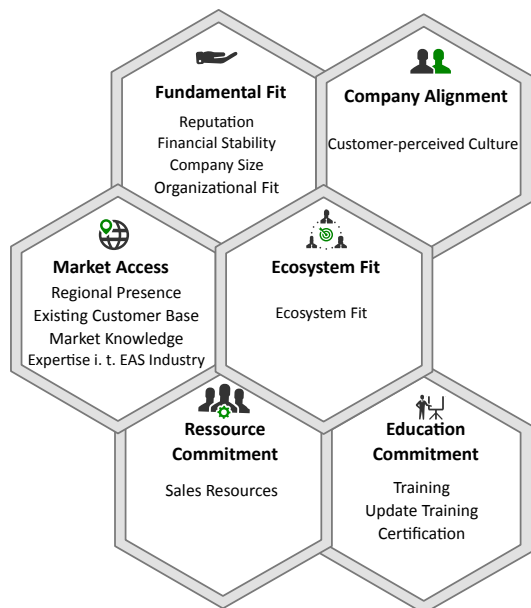 Fundamental Fit
Reputation
Financial Stability
Company Size
Organizational Fit
Company Alignment
Customer-perceived Culture
Market Access
Regional Presence
Existing Customer Base
Market Knowledge
Expertise i. t. EAS Industry
Ecosystem Fit
Ecosystem Fit
Ressource
Commitment
Sales Resources
Education
Commitment
Training
Update Training
Certification